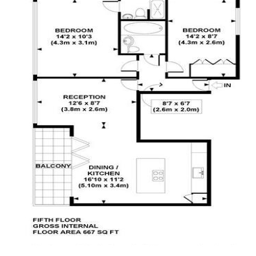 BEDROOM
14'2 x 10'3
(4.3m x 3.1m)
BEDROOM
14'2 x 8'7
(4.3m x 2.6m)
IN
RECEPTION
12'6 x 8'7
(3.8m x 2.6m)
8'7 x 6'7
(2.6m x 2.0m)
BALCONY
DINING /
KITCHEN
16'10 x 11'2
(5.10m x 3.4m)
FIFTH FLOOR
GROSS INTERNAL
FLOOR AREA 667 SQ FT